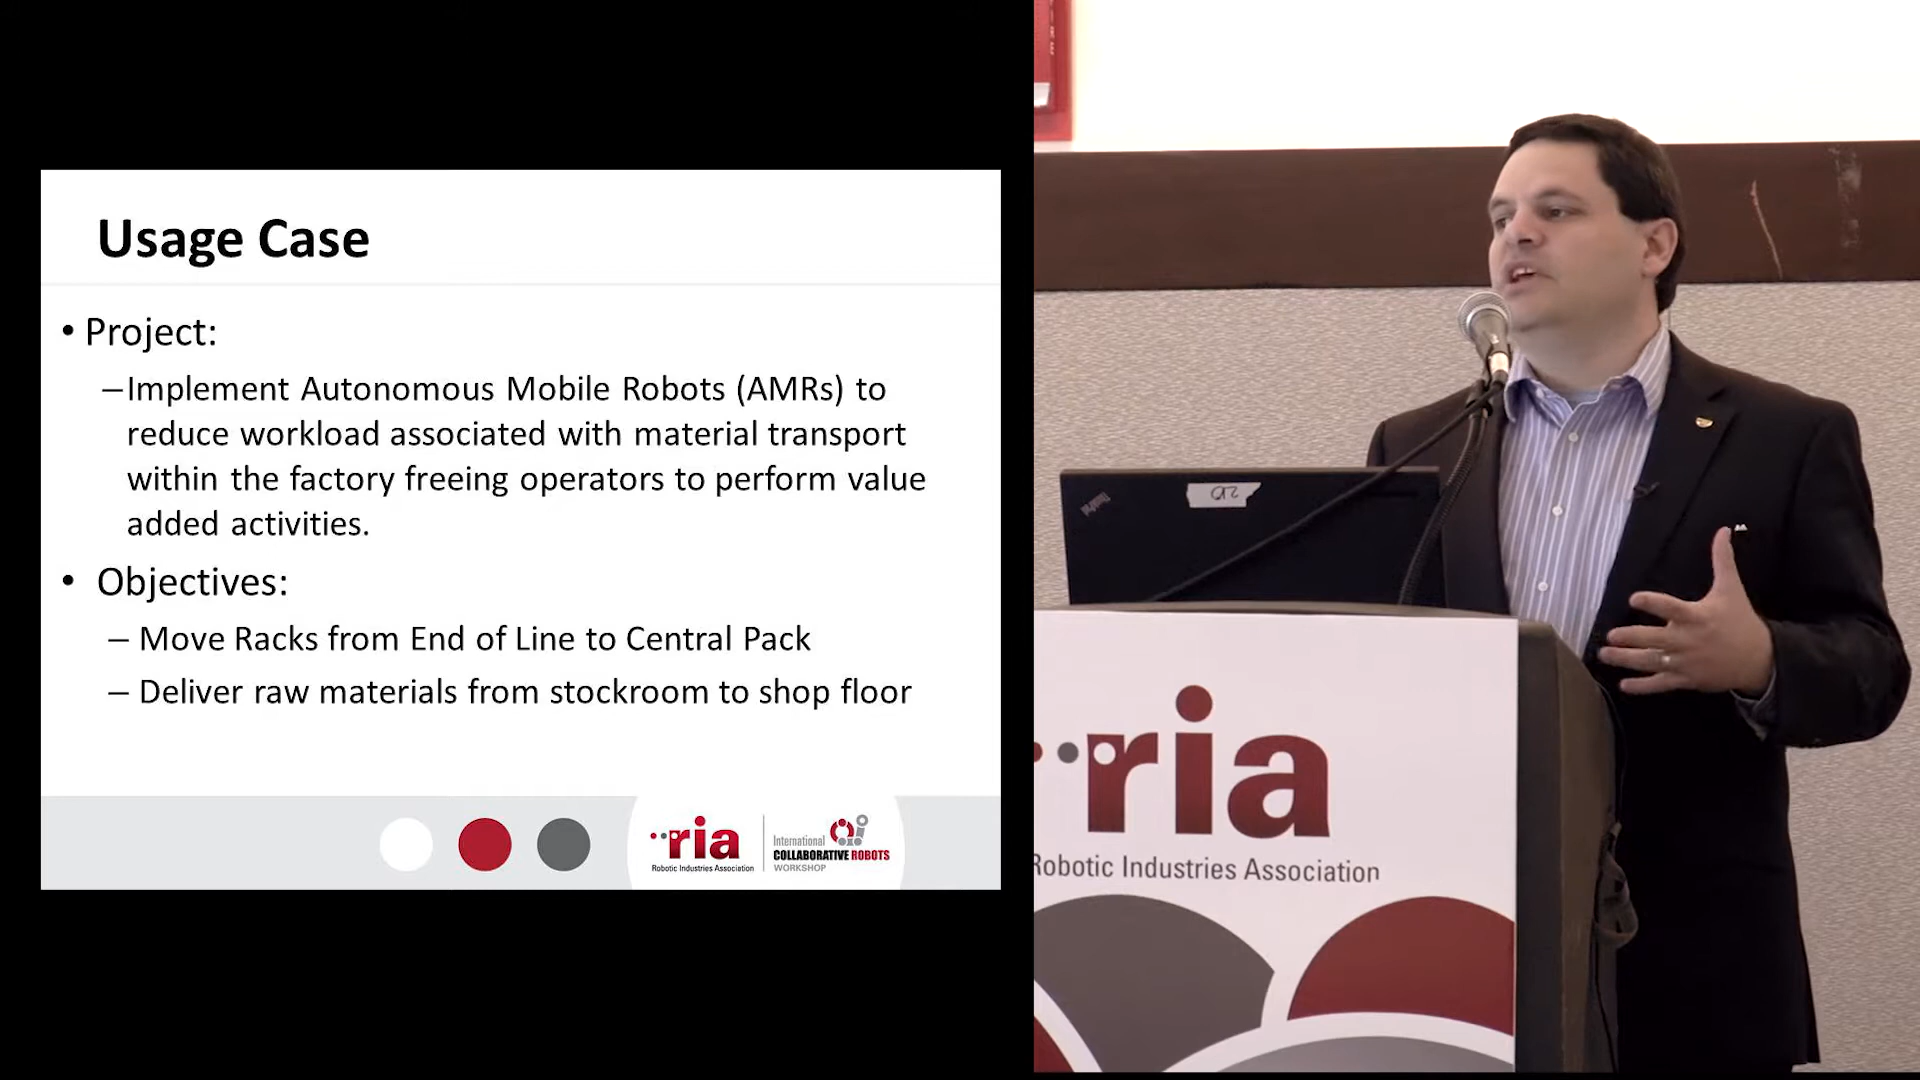 Usage Case
• Project:
–Implement Autonomous Mobile Robots (AMRs) to
reduce workload associated with material transport
within the factory freeing operators to perform value
added activities.
• Objectives:
– Move Racks from End of Line to Central Pack
– Deliver raw materials from stockroom to shop floor
ria
Robotic Industries Association
International
COLLABORATIVE ROBOTS
WORKSHOP
ThinkPad
ria
Robotic Industries Association